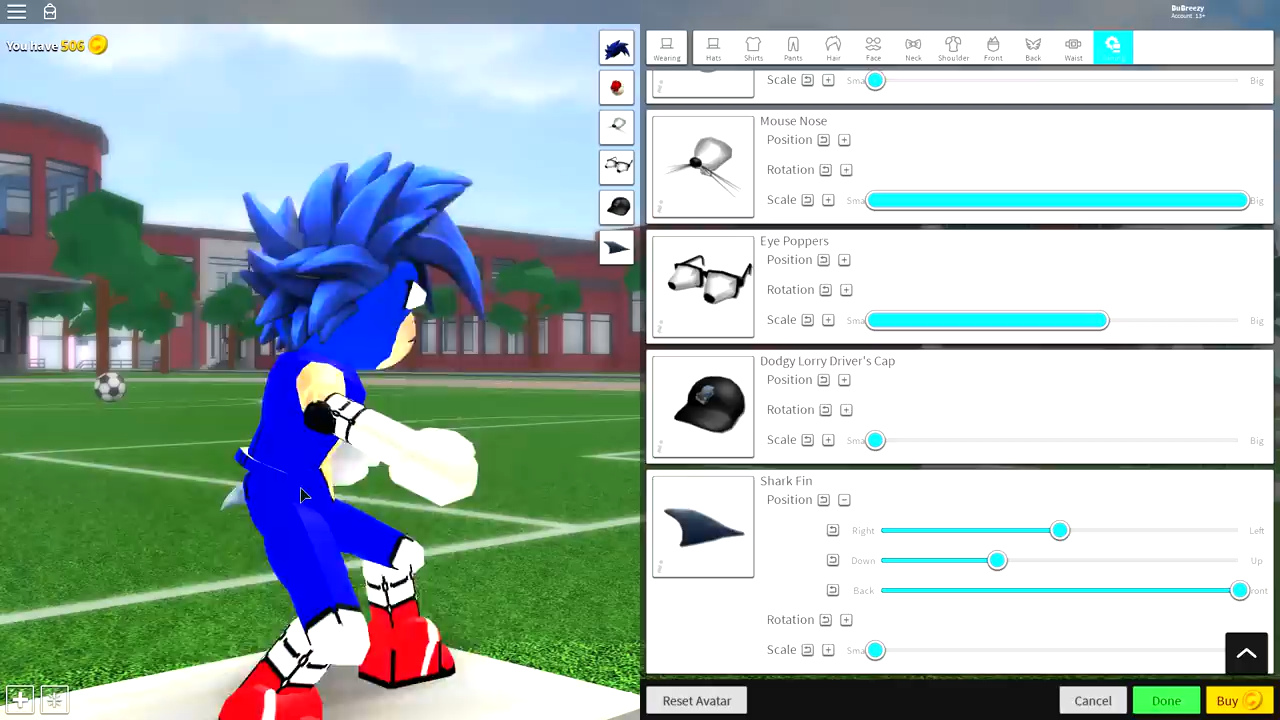 BuBreezy
Account: 13+
You have 506
Wearing
Hats
Shirts
Pants
Hair
Face
Neck
Shoulder
Front
Back
Waist
Scale
Sma
Big
Mouse Nose
Position
Rotation
Scale
Sma
Big
Eye Poppers
Position
Rotation
Scale
Sma
Big
Dodgy Lorry Driver's Cap
Position
Rotation
Scale
Sma
Big
Shark Fin
Position
Right
Left
Down
Up
Back
ront
Rotation
Scale
Sma
Reset Avatar
Cancel
Done
Buy